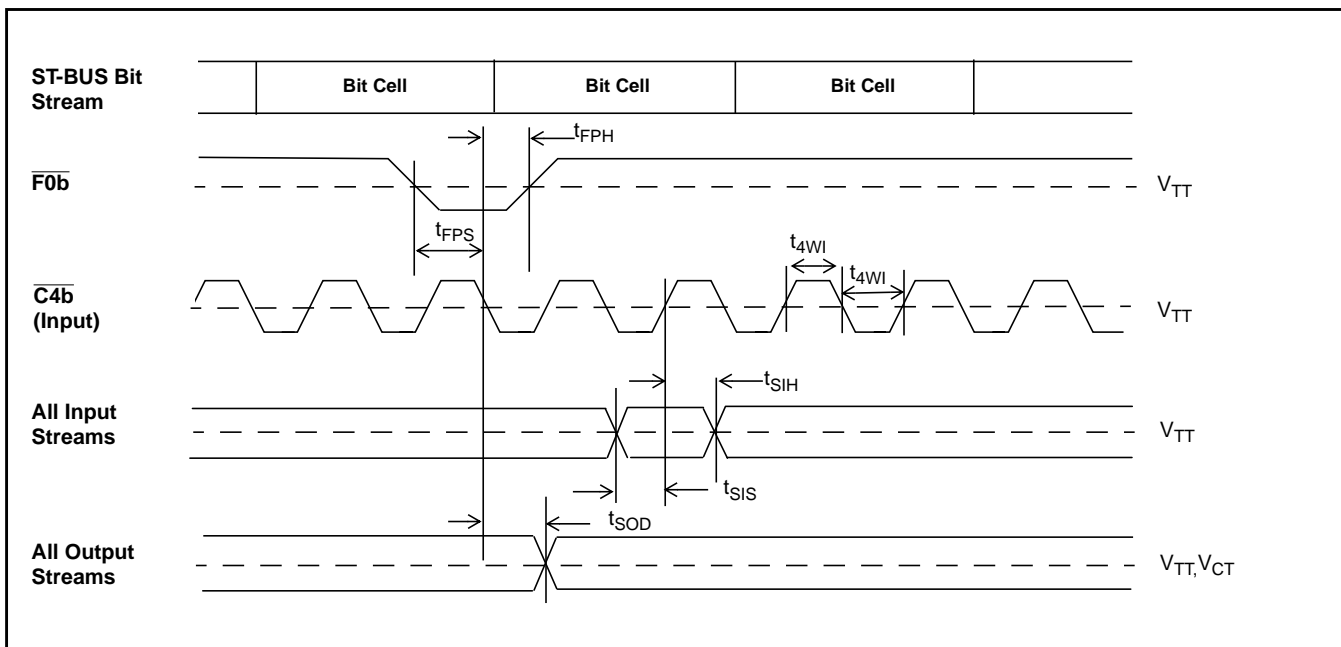 ST-BUS Bit
Stream
Bit Cell
Bit Cell
Bit Cell
tFPH
F0b
VTT
tFPS
t4WI
t4WI
C4b
(Input)
VTT
tSIH
All Input
Streams
VTT
tSIS
tSOD
All Output
Streams
VTT,VCT